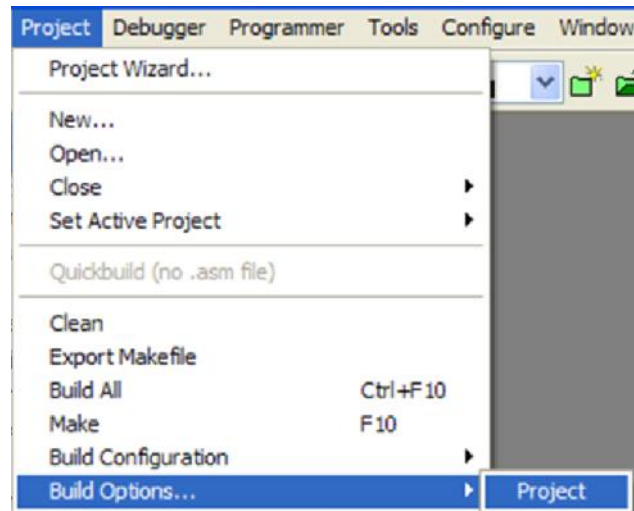 Project Debugger Programmer Tools Configure Window
Project Wizard...
New...
Open...
Close
Set Active Project
Quickbuild (no .asm file)
Clean
Export Makefile
Build All Ctrl+F10
Make F10
Build Configuration
Build Options... Project